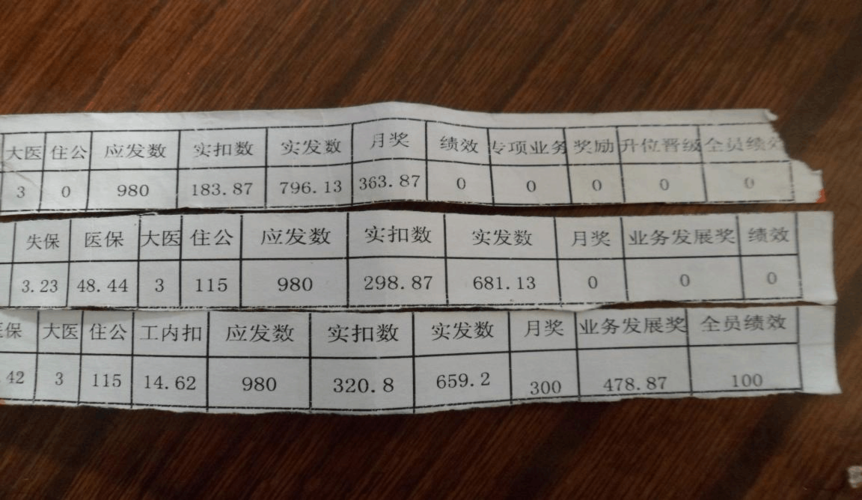 大医 住公 应发数 实扣数 实发数 月奖 绩效 专项业务 奖励 升位晋级 全员绩效
3 0 980 183.87 796.13 363.87 0 0 0 0 0
失保 医保 大医 住公 应发数 实扣数 实发数 月奖 业务发展奖 绩效
3.23 48.44 3 115 980 298.87 681.13 0 0 0
保 大医 住公 工内扣 应发数 实扣数 实发数 月奖 业务发展奖 全员绩效
42 3 115 14.62 980 320.8 659.2 300 478.87 100